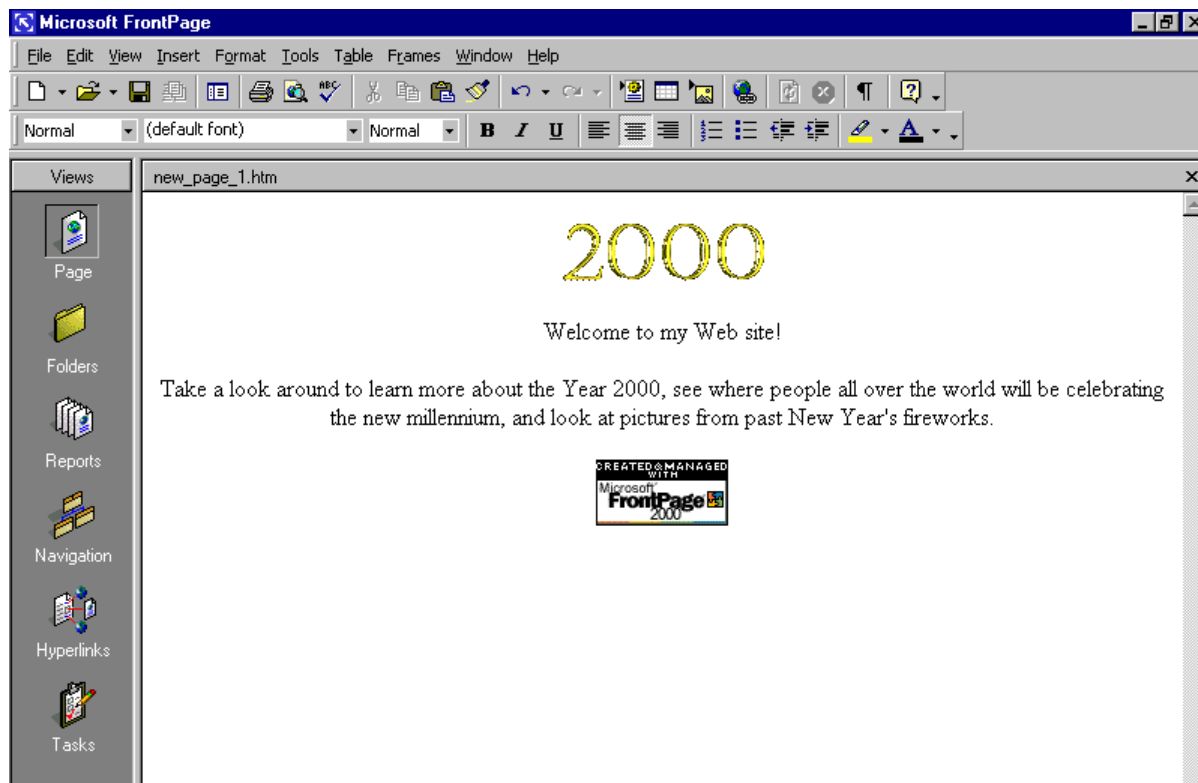 Microsoft FrontPage
File Edit View Insert Format Tools Table Frames Window Help
ABC
Normal (default font) Normal B I U A
Views new_page_1.htm
Page
Folders
Reports
Navigation
Hyperlinks
Tasks
2000
Welcome to my Web site!
Take a look around to learn more about the Year 2000, see where people all over the world will be celebrating
the new millennium, and look at pictures from past New Year's fireworks.
CREATED & MANAGED
WITH
Microsoft
FrontPage
2000